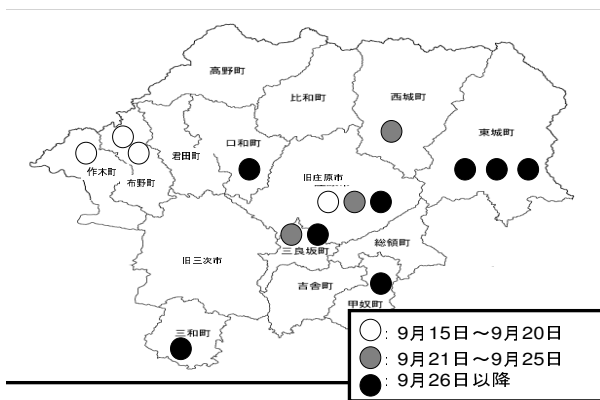 高野町
比和町
西城町
東城町
口和町
君田町
作木町
布野町
旧庄原市
総領町
三良坂町
旧三次市
吉舎町
甲奴町
三和町
：9月15日～9月20日
：9月21日～9月25日
：9月26日以降